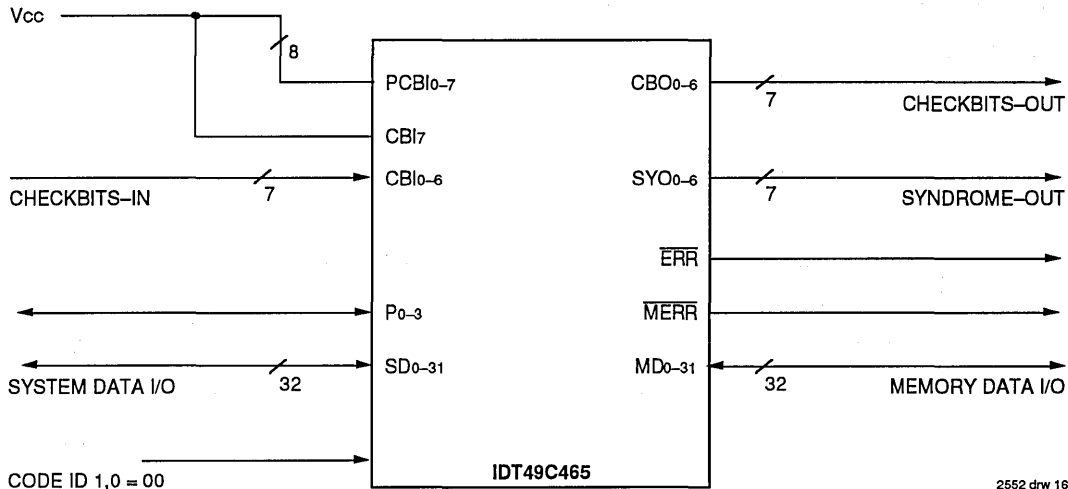 Vcc
8
PCBI0–7
CBO0–6
7
CHECKBITS–OUT
CBI7
CBI0–6
7
CHECKBITS–IN
SYO0–6
7
SYNDROME–OUT
ERR
P0–3
MERR
SD0–31
32
SYSTEM DATA I/O
MD0–31
32
MEMORY DATA I/O
CODE ID 1,0 = 00
IDT49C465
2552 drw 16